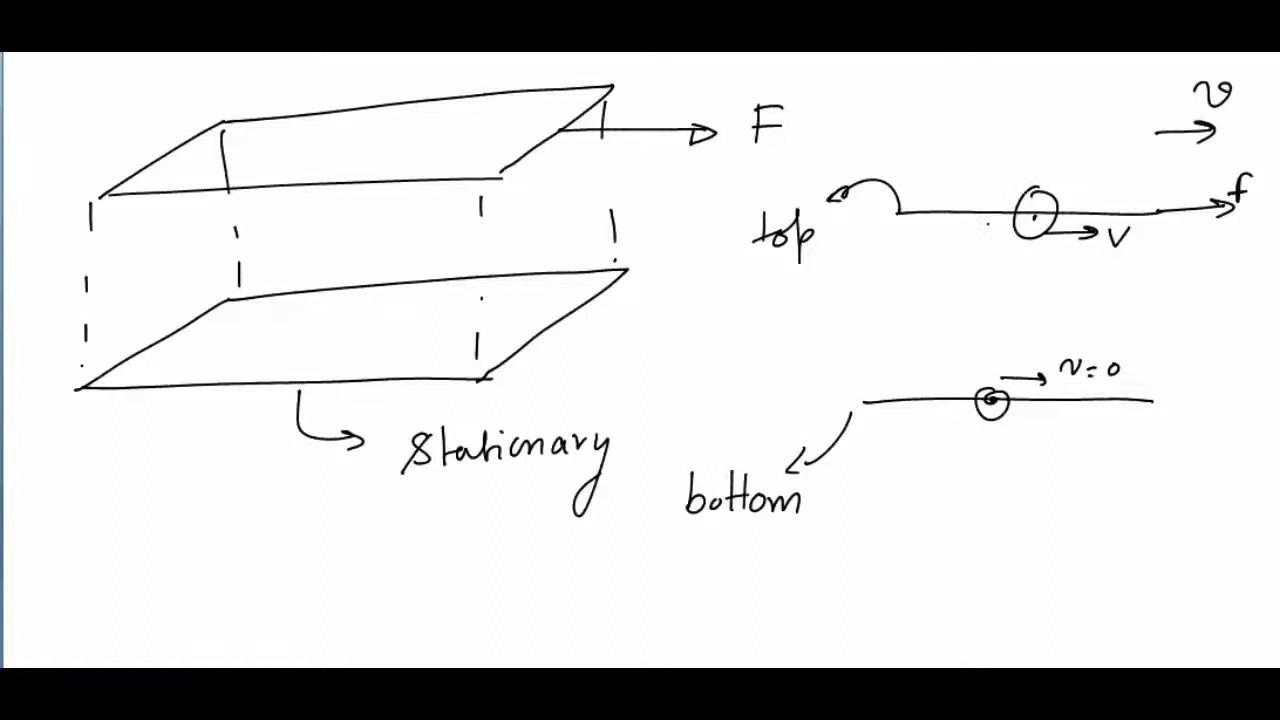 F
v
f
top
v
v=0
stationary
bottom